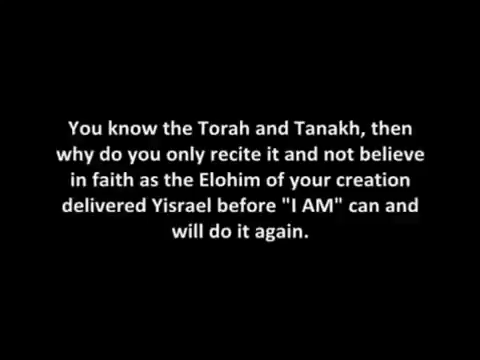 You know the Torah and Tanakh, then
why do you only recite it and not believe
in faith as the Elohim of your creation
delivered Yisrael before "I AM" can and
will do it again.